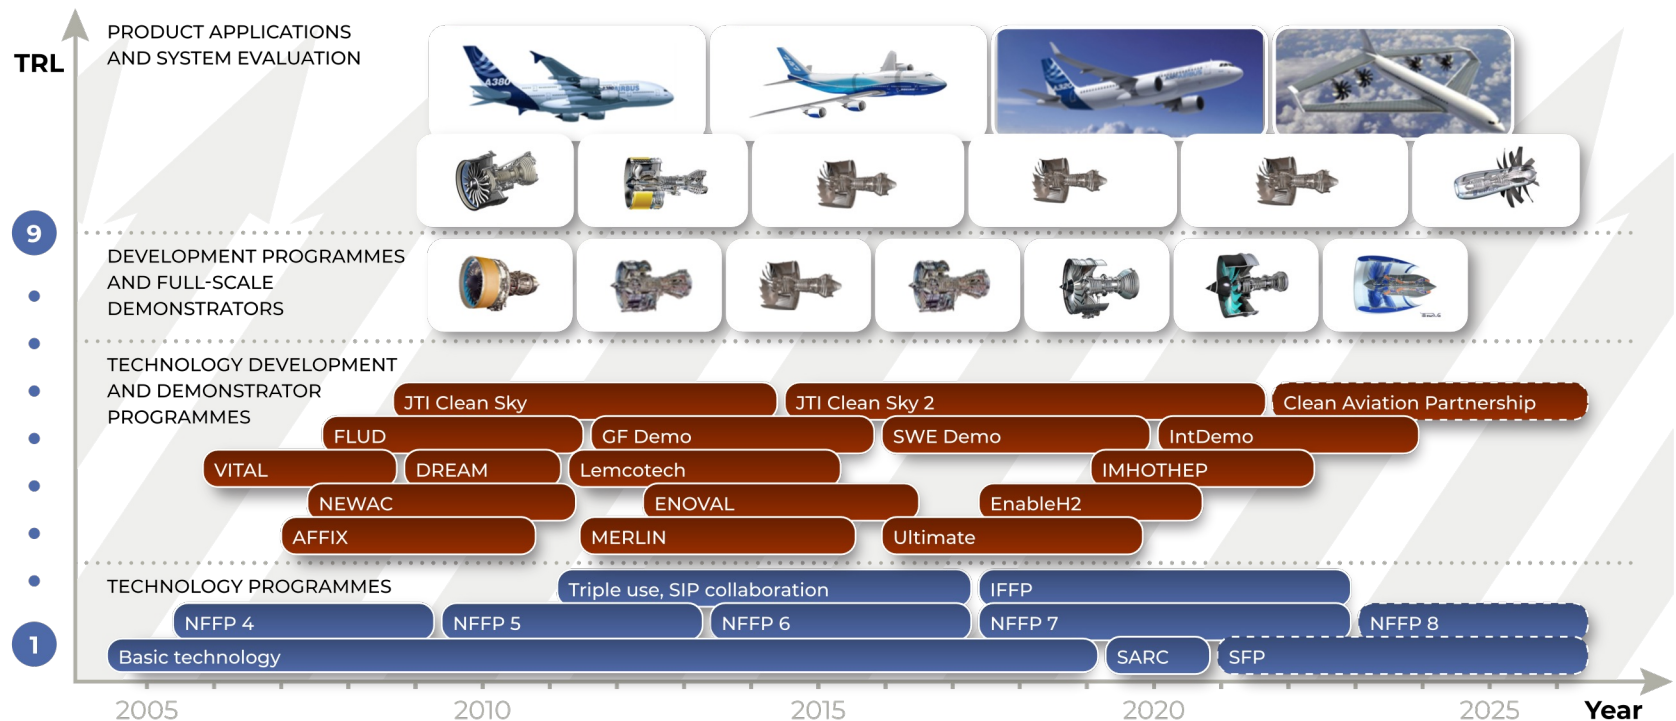 PRODUCT APPLICATIONS
AND SYSTEM EVALUATION
TRL
A380
AIRBUS
A320
9
DEVELOPMENT PROGRAMMES
AND FULL-SCALE
DEMONSTRATORS
TECHNOLOGY DEVELOPMENT
AND DEMONSTRATOR
PROGRAMMES
JTI Clean Sky
JTI Clean Sky 2
Clean Aviation Partnership
FLUD
GF Demo
SWE Demo
IntDemo
VITAL
DREAM
Lemcotech
IMHOTHEP
NEWAC
ENOVAL
EnableH2
AFFIX
MERLIN
Ultimate
TECHNOLOGY PROGRAMMES
Triple use, SIP collaboration
IFFP
NFFP 4
NFFP 5
NFFP 6
NFFP 7
NFFP 8
1
Basic technology
SARC
SFP
2005
2010
2015
2020
2025
Year